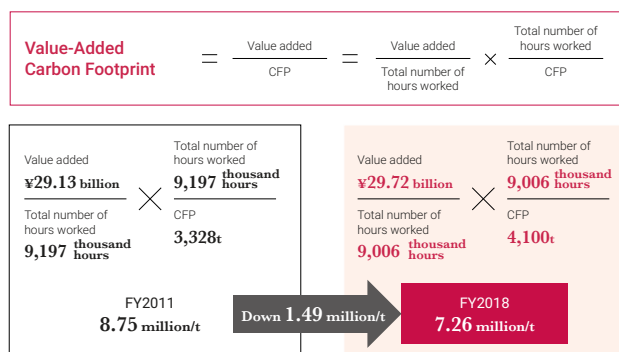 Value-Added
Carbon Footprint
=
Value added
CFP
=
Value added
Total number of
hours worked
×
Total number of
hours worked
CFP
Value added
¥29.13 billion
Total number of
hours worked
9,197 thousand
hours
×
Total number of
hours worked
9,197 thousand
hours
CFP
3,328t
FY2011
8.75 million/t
Down 1.49 million/t
Value added
¥29.72 billion
Total number of
hours worked
9,006 thousand
hours
×
Total number of
hours worked
9,006 thousand
hours
CFP
4,100t
FY2018
7.26 million/t